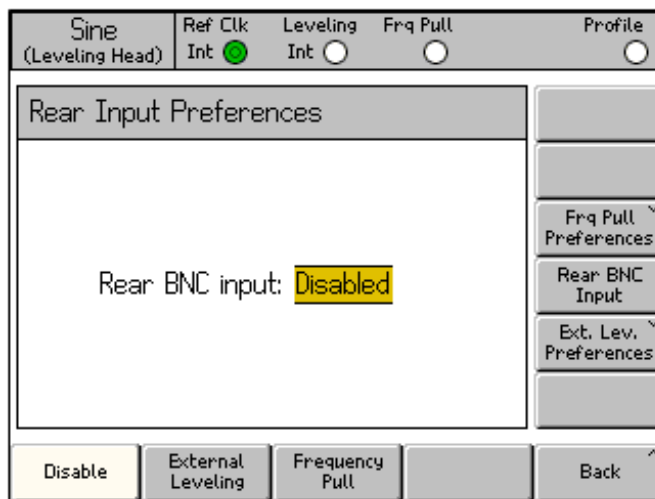 Sine
(Leveling Head)
Ref Clk
Int
Leveling
Int
Frq Pull
Profile
Rear Input Preferences
Rear BNC input: Disabled
Frq Pull
Preferences
Rear BNC
Input
Ext. Lev.
Preferences
Disable
External
Leveling
Frequency
Pull
Back